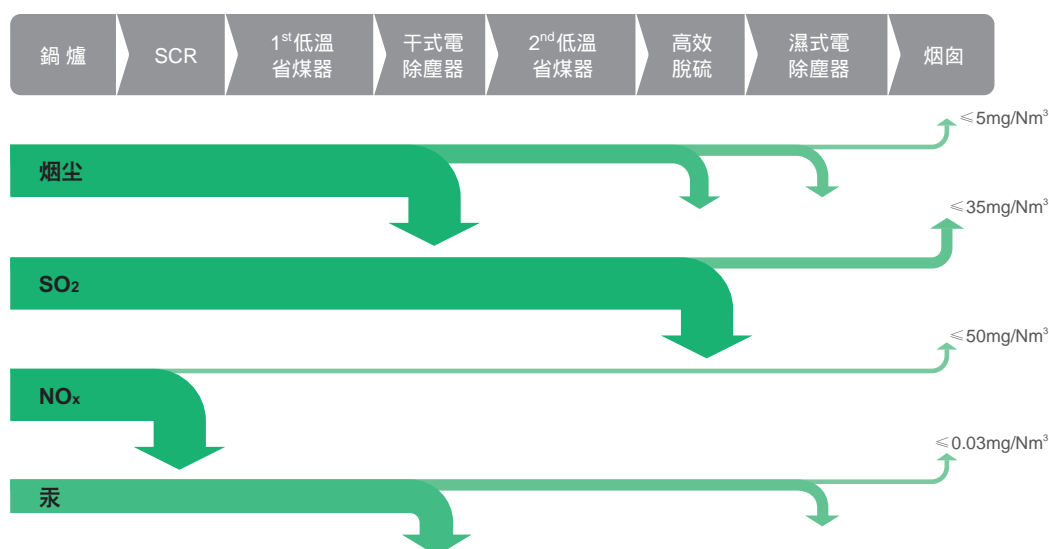 鍋爐
SCR
1st低溫
省煤器
干式電
除塵器
2nd低溫
省煤器
高效
脫硫
濕式電
除塵器
烟囱
≤5mg/Nm³
烟尘
≤35mg/Nm³
SO₂
≤50mg/Nm³
NOx
≤0.03mg/Nm³
汞